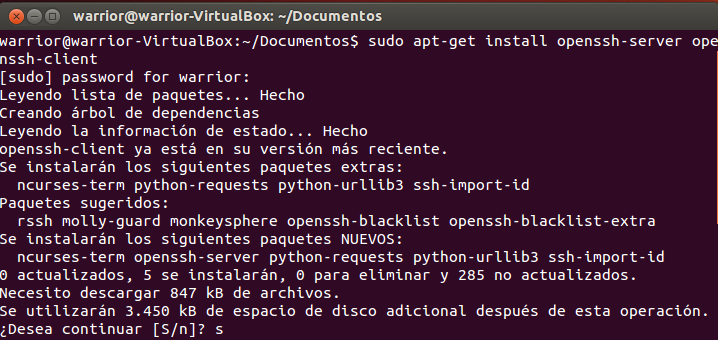 warrior@warrior-VirtualBox: ~/Documentos
warrior@warrior-VirtualBox:~/Documentos$ sudo apt-get install openssh-server ope
nssh-client
[sudo] password for warrior:
Leyendo lista de paquetes... Hecho
Creando árbol de dependencias
Leyendo la información de estado... Hecho
openssh-client ya está en su versión más reciente.
Se instalarán los siguientes paquetes extras:
  ncurses-term python-requests python-urllib3 ssh-import-id
Paquetes sugeridos:
  rssh molly-guard monkeysphere openssh-blacklist openssh-blacklist-extra
Se instalarán los siguientes paquetes NUEVOS:
  ncurses-term openssh-server python-requests python-urllib3 ssh-import-id
0 actualizados, 5 se instalarán, 0 para eliminar y 285 no actualizados.
Necesito descargar 847 kB de archivos.
Se utilizarán 3.450 kB de espacio de disco adicional después de esta operación.
¿Desea continuar [S/n]? s